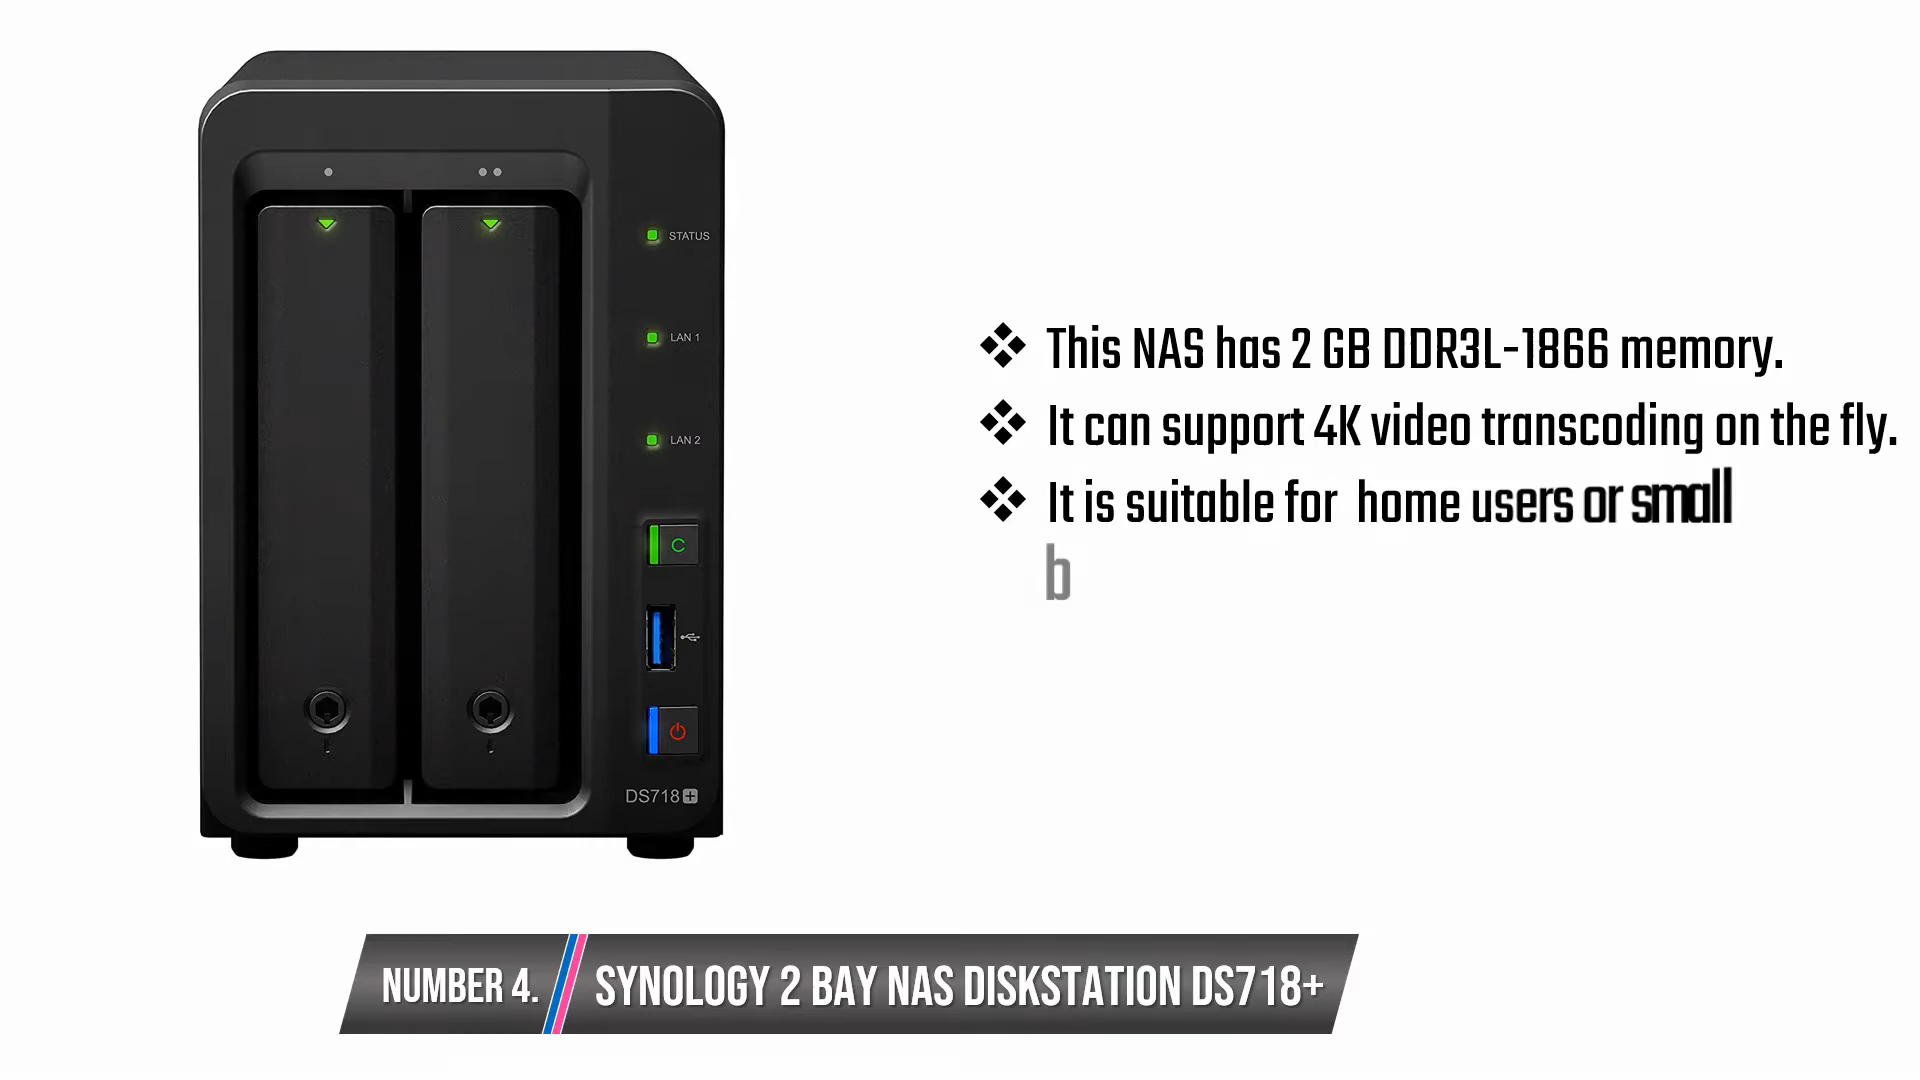 STATUS
LAN 1
LAN 2
C
DS718+
This NAS has 2 GB DDR3L-1866 memory.
It can support 4K video transcoding on the fly.
It is suitable for home users or small
b
NUMBER 4.
SYNOLOGY 2 BAY NAS DISKSTATION DS718+